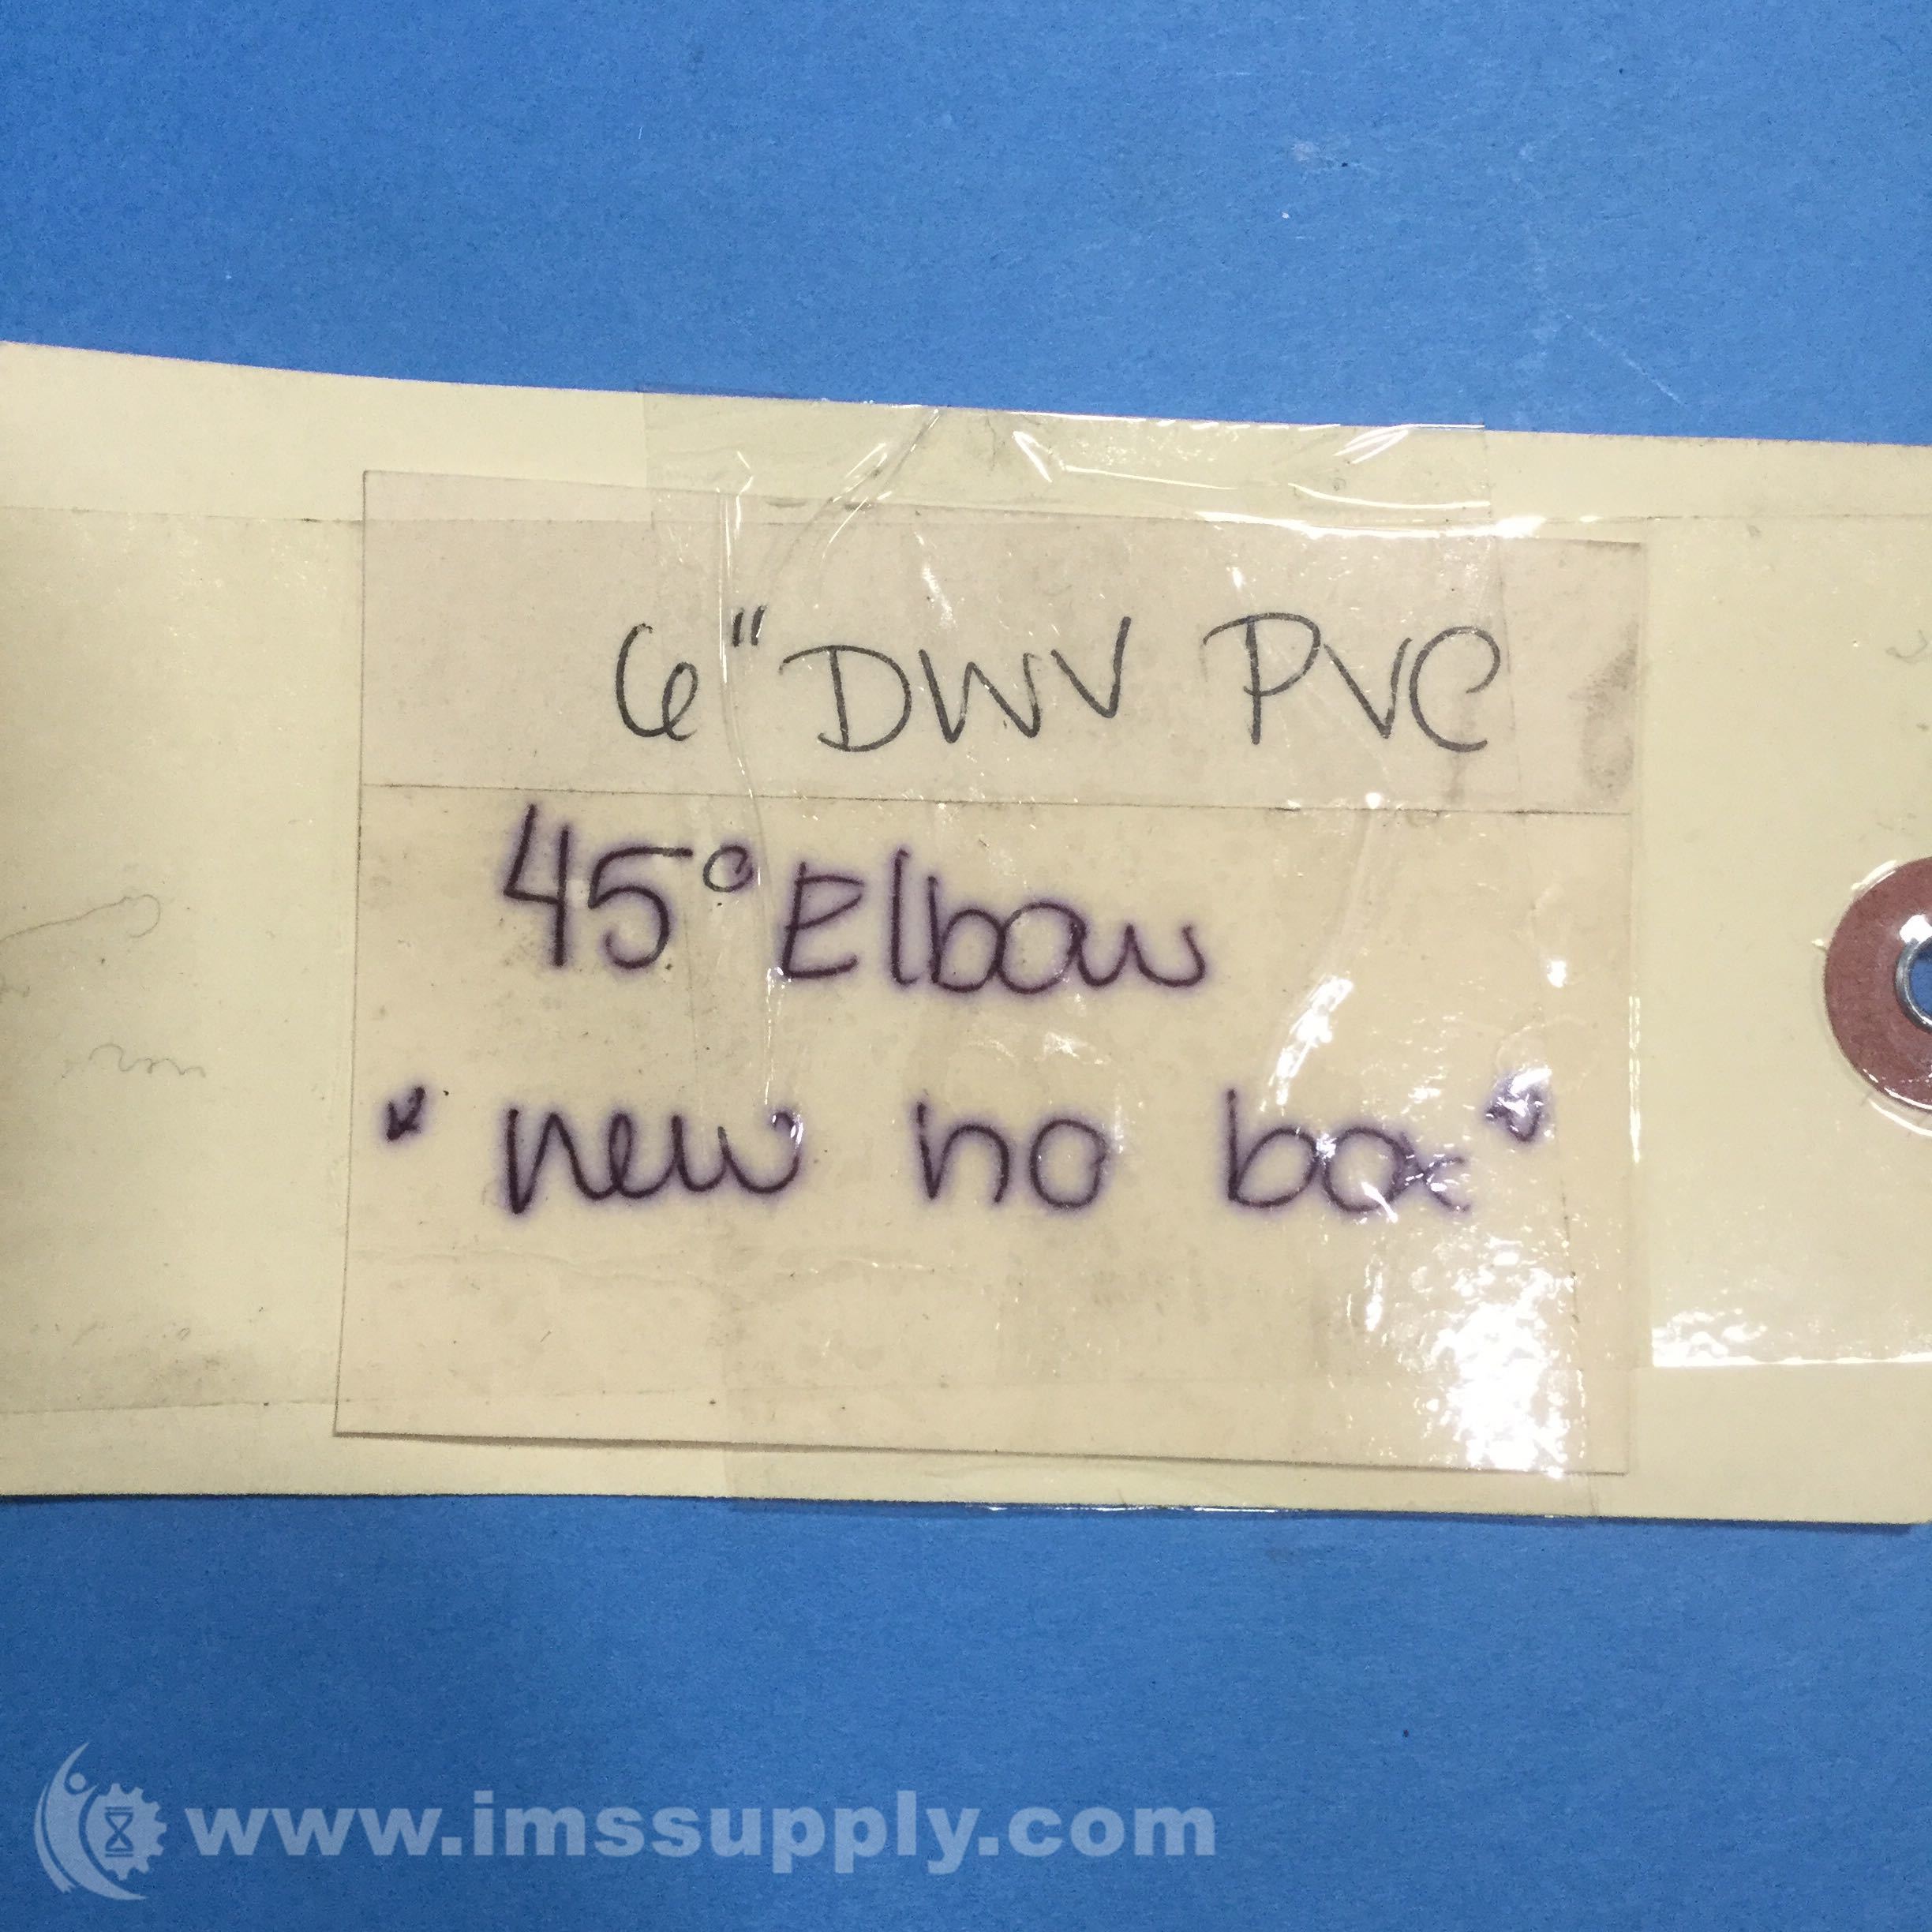 6" DWV PVC
45° Elbow
* new no box *
www.imssupply.com